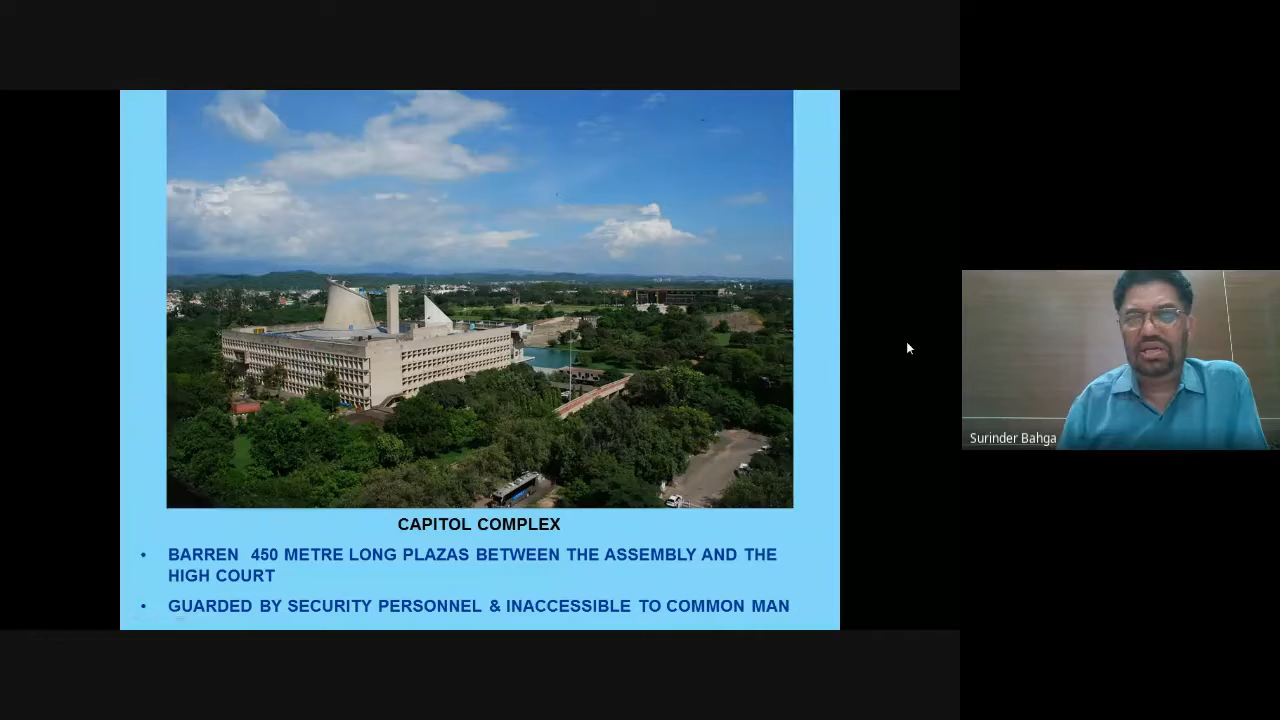 CAPITOL COMPLEX
• BARREN 450 METRE LONG PLAZAS BETWEEN THE ASSEMBLY AND THE
HIGH COURT
• GUARDED BY SECURITY PERSONNEL & INACCESSIBLE TO COMMON MAN
Surinder Bahga